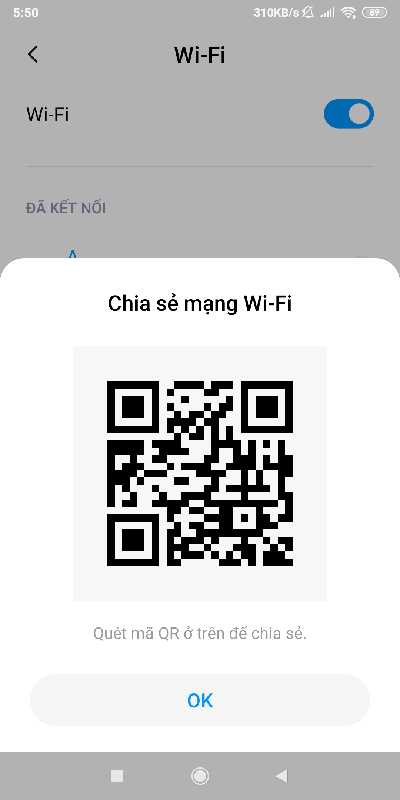 5:50
310KB/s
89
Wi-Fi
Wi-Fi
ĐÃ KẾT NỐI
Chia sẻ mạng Wi-Fi
Quét mã QR ở trên để chia sẻ.
OK